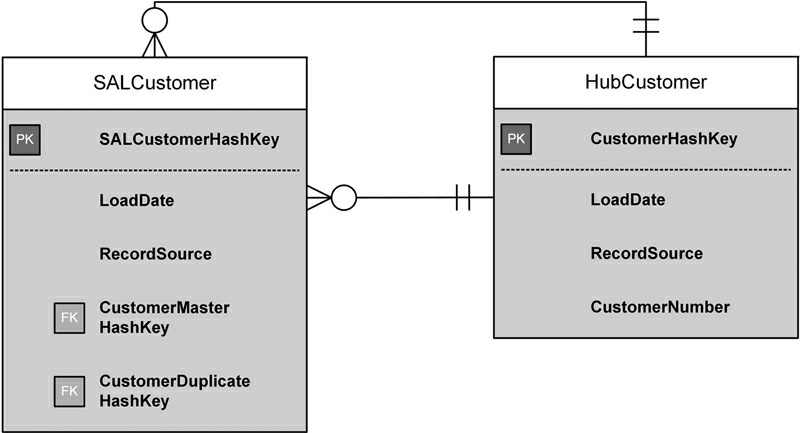 SALCustomer
PK SALCustomerHashKey
LoadDate
RecordSource
FK CustomerMaster
HashKey
FK CustomerDuplicate
HashKey
HubCustomer
PK CustomerHashKey
LoadDate
RecordSource
CustomerNumber